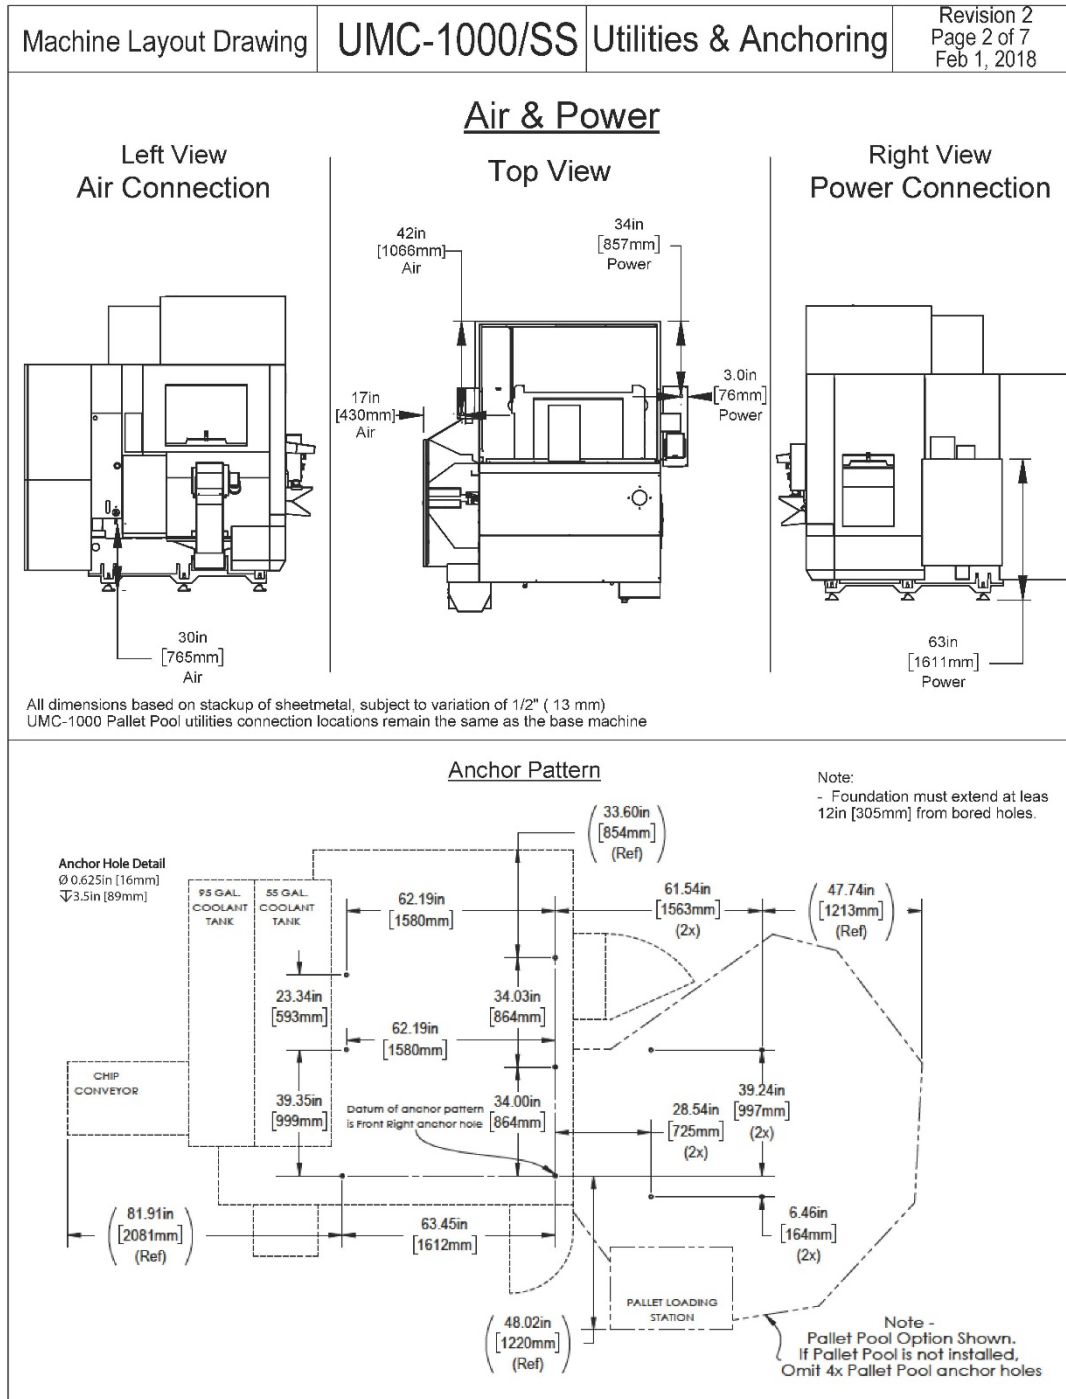 Machine Layout Drawing
UMC-1000/SS
Utilities & Anchoring
Revision 2
Page 2 of 7
Feb 1, 2018
Air & Power
Left View
Air Connection
Top View
Right View
Power Connection
42in
[1066mm]
Air
34in
[857mm]
Power
17in
[430mm]
Air
3.0in
[76mm]
Power
30in
[765mm]
Air
63in
[1611mm]
Power
All dimensions based on stackup of sheetmetal, subject to variation of 1/2" ( 13 mm)
UMC-1000 Pallet Pool utilities connection locations remain the same as the base machine
Anchor Pattern
Note:
- Foundation must extend at leas
12in [305mm] from bored holes.
Anchor Hole Detail
Ø 0.625in [16mm]
↧3.5in [89mm]
95 GAL.
COOLANT
TANK
55 GAL.
COOLANT
TANK
33.60in
[854mm]
(Ref)
62.19in
[1580mm]
61.54in
[1563mm]
(2x)
47.74in
[1213mm]
(Ref)
23.34in
[593mm]
34.03in
[864mm]
62.19in
[1580mm]
CHIP
CONVEYOR
39.35in
[999mm]
Datum of anchor pattern
is Front Right anchor hole
34.00in
[864mm]
28.54in
[725mm]
(2x)
39.24in
[997mm]
(2x)
81.91in
[2081mm]
(Ref)
63.45in
[1612mm]
6.46in
[164mm]
(2x)
48.02in
[1220mm]
(Ref)
PALLET LOADING
STATION
Note -
Pallet Pool Option Shown.
If Pallet Pool is not installed,
Omit 4x Pallet Pool anchor holes